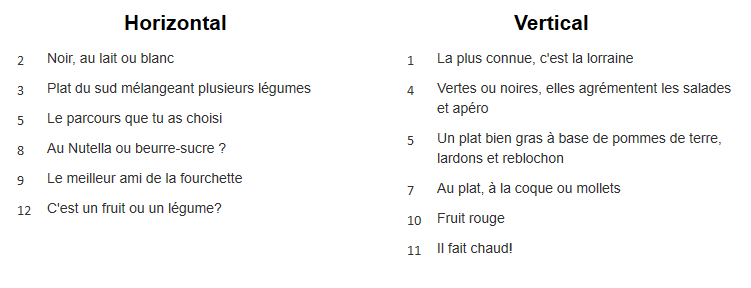 Horizontal
2 Noir, au lait ou blanc
3 Plat du sud mélangeant plusieurs légumes
5 Le parcours que tu as choisi
8 Au Nutella ou beurre-sucre ?
9 Le meilleur ami de la fourchette
12 C'est un fruit ou un légume?
Vertical
1 La plus connue, c'est la lorraine
4 Vertes ou noires, elles agrémentent les salades
et apéro
5 Un plat bien gras à base de pommes de terre,
lardons et reblochon
7 Au plat, à la coque ou mollets
10 Fruit rouge
11 Il fait chaud!